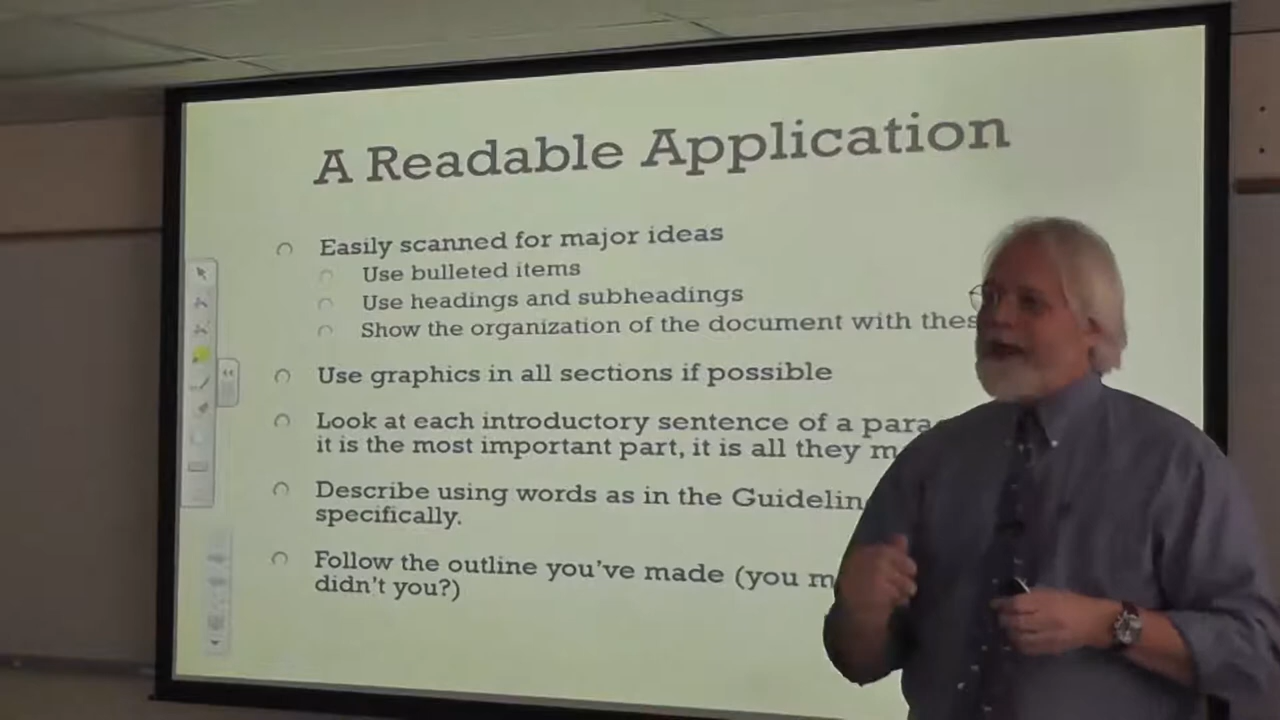 A Readable Application
Easily scanned for major ideas
Use bulleted items
Use headings and subheadings
Show the organization of the document with thes
Use graphics in all sections if possible
Look at each introductory sentence of a para
it is the most important part, it is all they m
Describe using words as in the Guidelin
specifically.
Follow the outline you've made (you m
didn't you?)